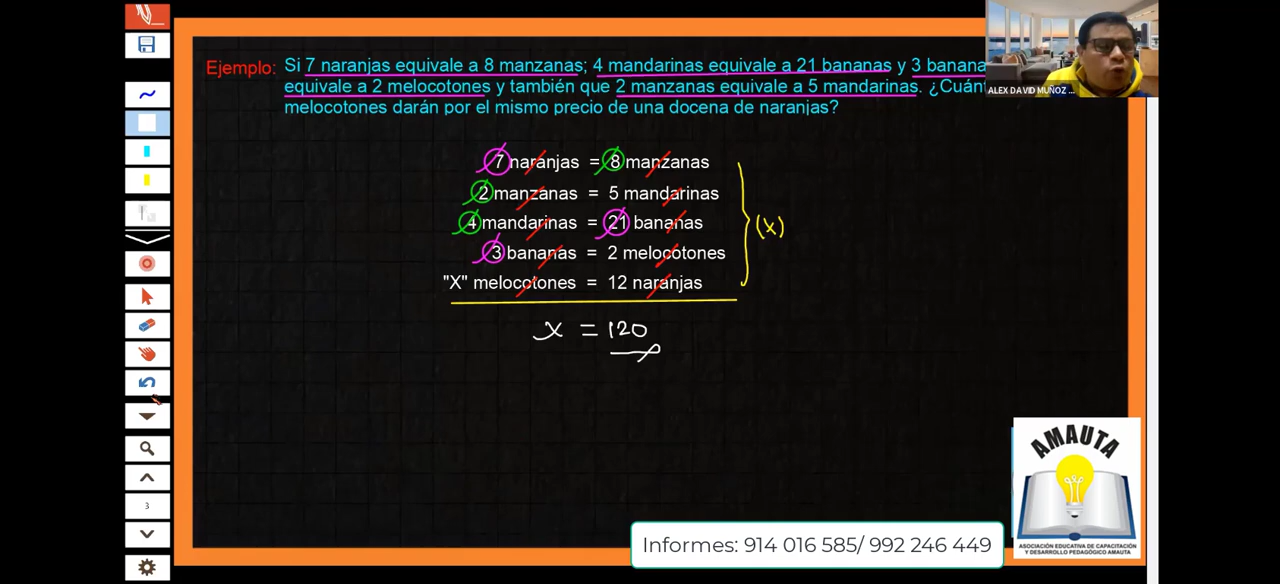 Ejemplo: Si 7 naranjas equivale a 8 manzanas; 4 mandarinas equivale a 21 bananas y 3 banana
equivale a 2 melocotones y también que 2 manzanas equivale a 5 mandarinas. ¿Cuánt
melocotones darán por el mismo precio de una docena de naranjas?
ALEX DAVID MUÑOZ ...
7 naranjas = 8 manzanas
2 manzanas = 5 mandarinas
4 mandarinas = 21 bananas
(x)
3 bananas = 2 melocotones
"X" melocotones = 12 naranjas
x = 120
3
AMAUTA
ASOCIACIÓN EDUCATIVA DE CAPACITACIÓN
Y DESARROLLO PEDAGÓGICO AMAUTA
Informes: 914 016 585/ 992 246 449